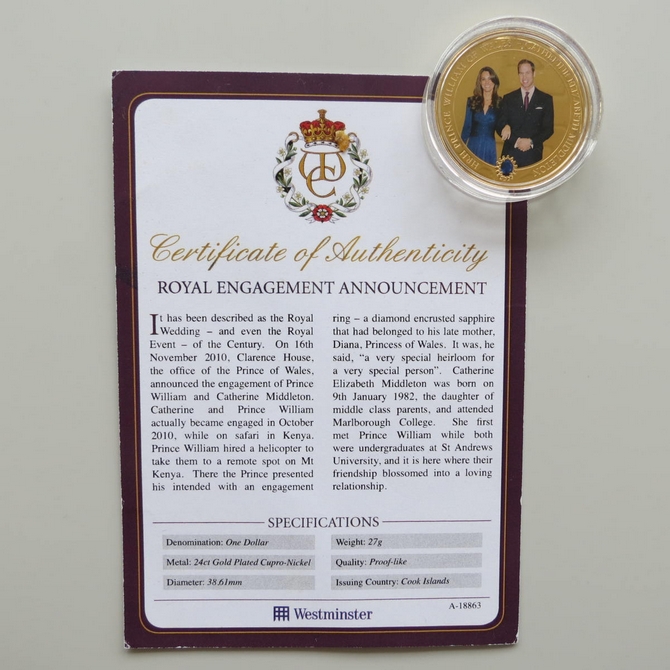 HRH PRINCE WILLIAM OF WALES
CATHERINE ELIZABETH MIDDLETON
Certificate of Authenticity
ROYAL ENGAGEMENT ANNOUNCEMENT
It has been described as the Royal
Wedding – and even the Royal
Event – of the Century. On 16th
November 2010, Clarence House,
the office of the Prince of Wales,
announced the engagement of Prince
William and Catherine Middleton.
Catherine and Prince William
actually became engaged in October
2010, while on safari in Kenya.
Prince William hired a helicopter to
take them to a remote spot on Mt
Kenya. There the Prince presented
his intended with an engagement
ring – a diamond encrusted sapphire
that had belonged to his late mother,
Diana, Princess of Wales. It was, he
said, “a very special heirloom for
a very special person”. Catherine
Elizabeth Middleton was born on
9th January 1982, the daughter of
middle class parents, and attended
Marlborough College. She first
met Prince William while both
were undergraduates at St Andrews
University, and it is here where their
friendship blossomed into a loving
relationship.
SPECIFICATIONS
Denomination: One Dollar
Weight: 27g
Metal: 24ct Gold Plated Cupro-Nickel
Quality: Proof-like
Diameter: 38.61mm
Issuing Country: Cook Islands
Westminster
A-18863